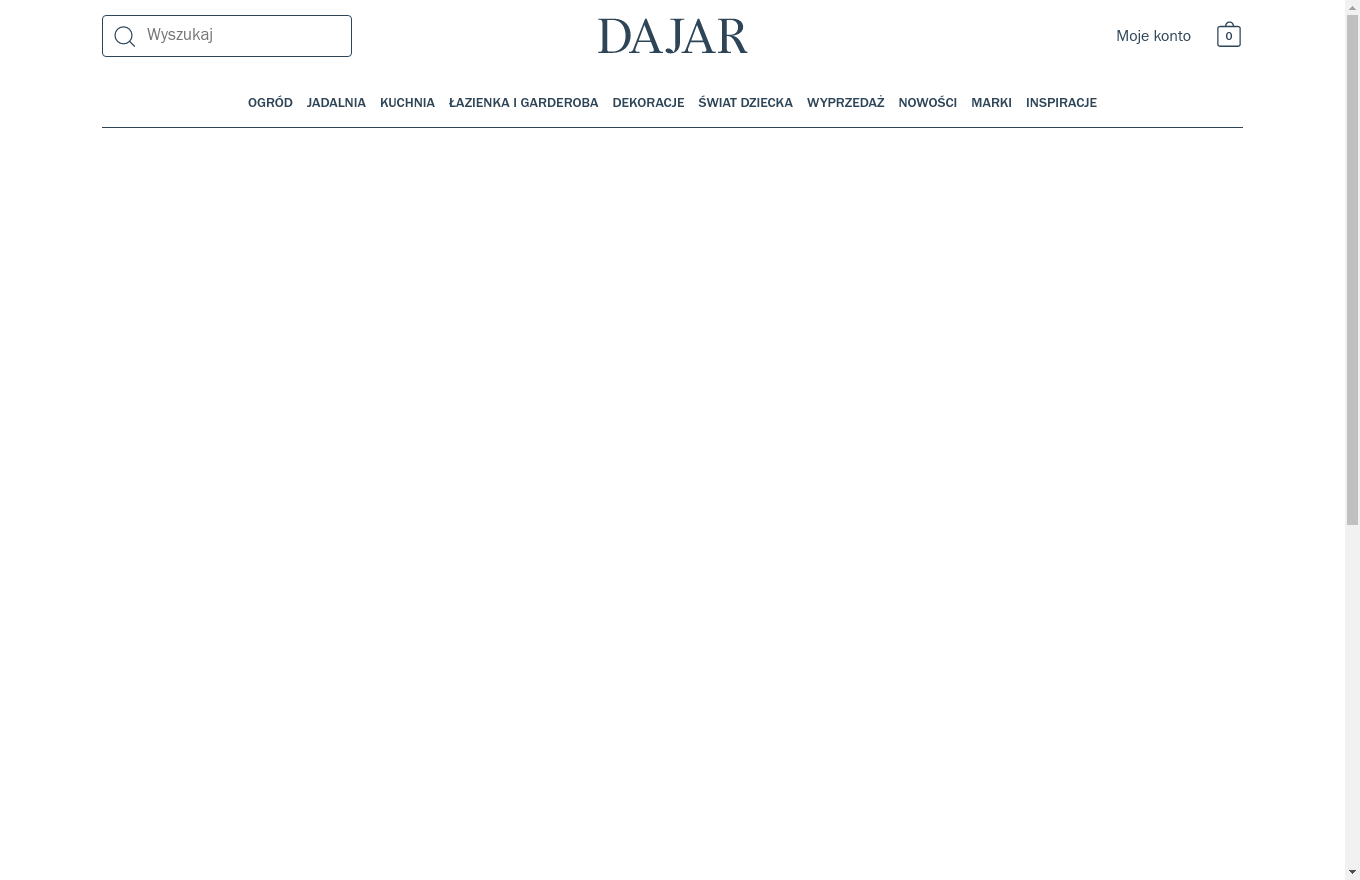 Wyszukaj
DAJAR
Moje konto
0
OGRÓD JADALNIA KUCHNIA ŁAZIENKA I GARDEROBA DEKORACJE ŚWIAT DZIECKA WYPRZEDAŻ NOWOŚCI MARKI INSPIRACJE